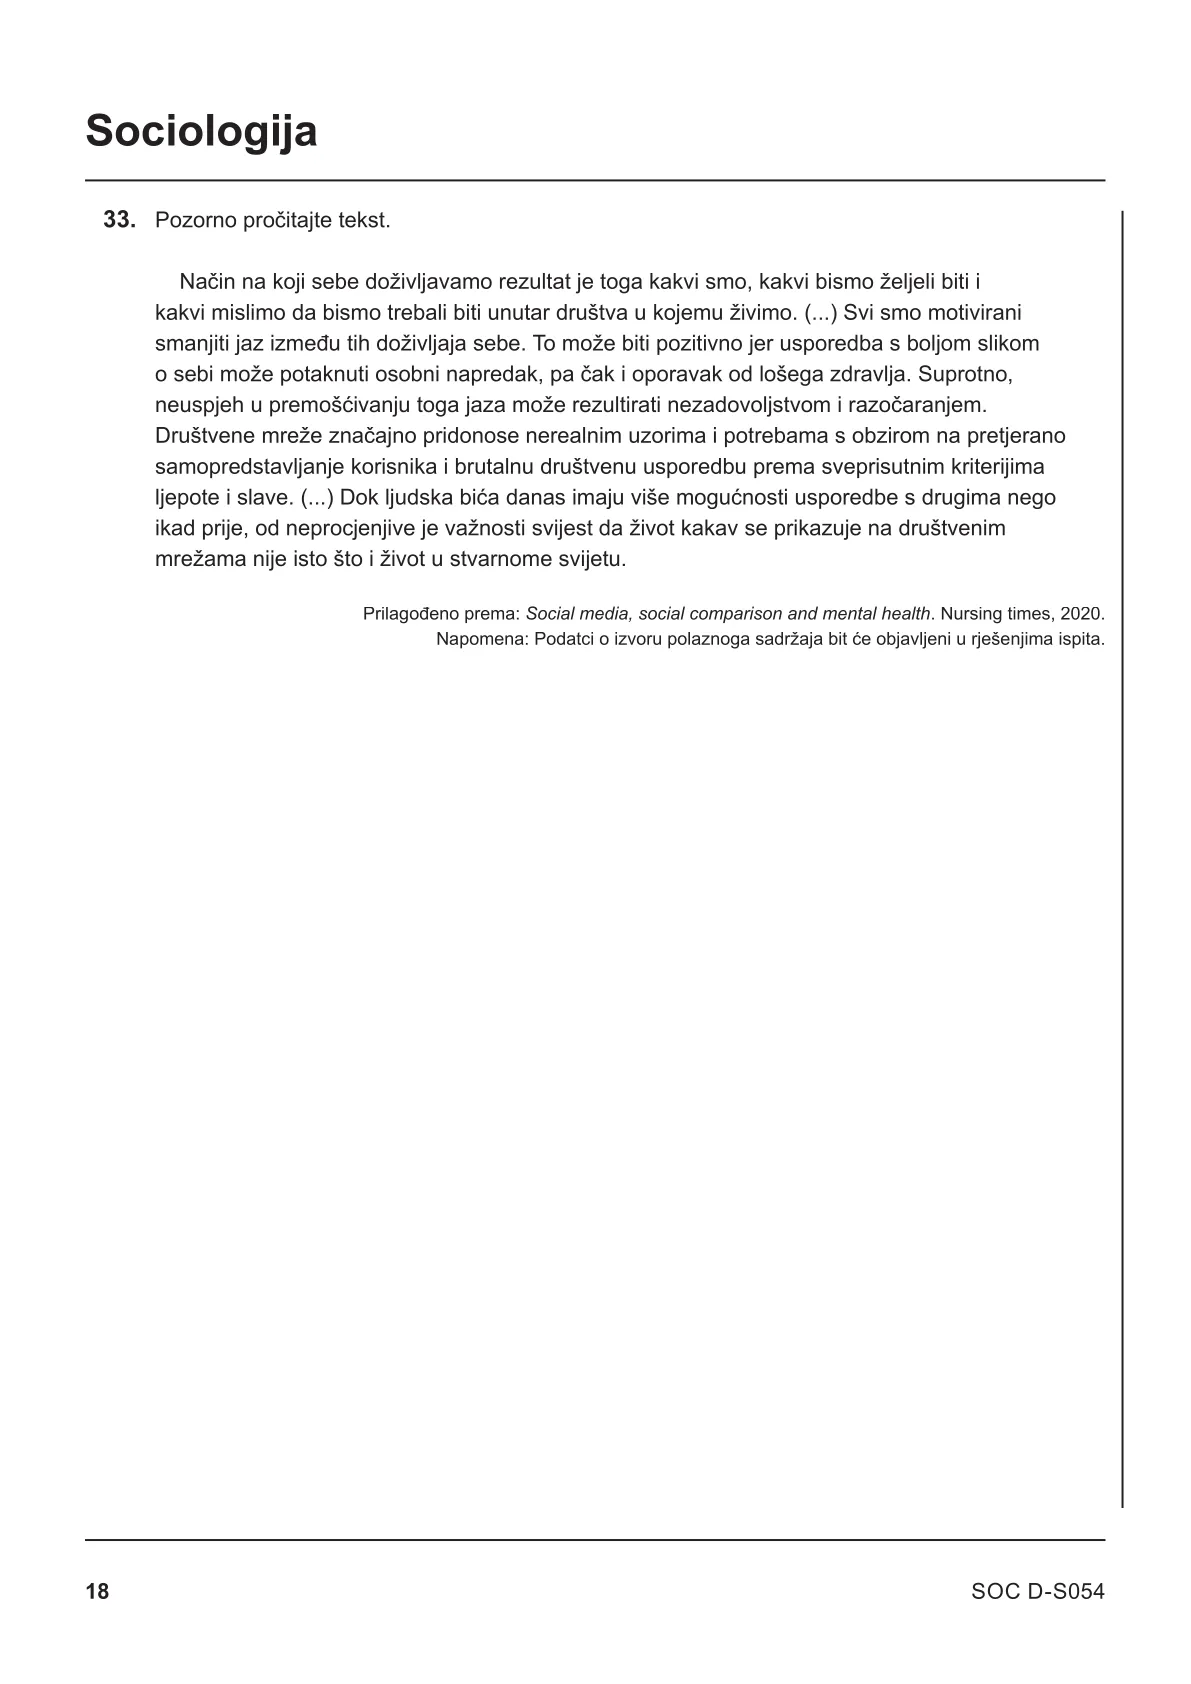 Sociologija
33. Pozorno pročitajte tekst.
Način na koji sebe doživljavamo rezultat je toga kakvi smo, kakvi bismo željeli biti i
kakvi mislimo da bismo trebali biti unutar društva u kojemu živimo. (...) Svi smo motivirani
smanjiti jaz između tih doživljaja sebe. To može biti pozitivno jer usporedba s boljom slikom
o sebi može potaknuti osobni napredak, pa čak i oporavak od lošega zdravlja. Suprotno,
neuspjeh u premošćivanju toga jaza može rezultirati nezadovoljstvom i razočaranjem.
Društvene mreže značajno pridonose nerealnim uzorima i potrebama s obzirom na pretjerano
samopredstavljanje korisnika i brutalnu društvenu usporedbu prema sveprisutnim kriterijima
ljepote i slave. (...) Dok ljudska bića danas imaju više mogućnosti usporedbe s drugima nego
ikad prije, od neprocjenjive je važnosti svijest da život kakav se prikazuje na društvenim
mrežama nije isto što i život u stvarnome svijetu.
Prilagođeno prema: Social media, social comparison and mental health. Nursing times, 2020.
Napomena: Podatci o izvoru polaznoga sadržaja bit će objavljeni u rješenjima ispita.
18
SOC D-S054